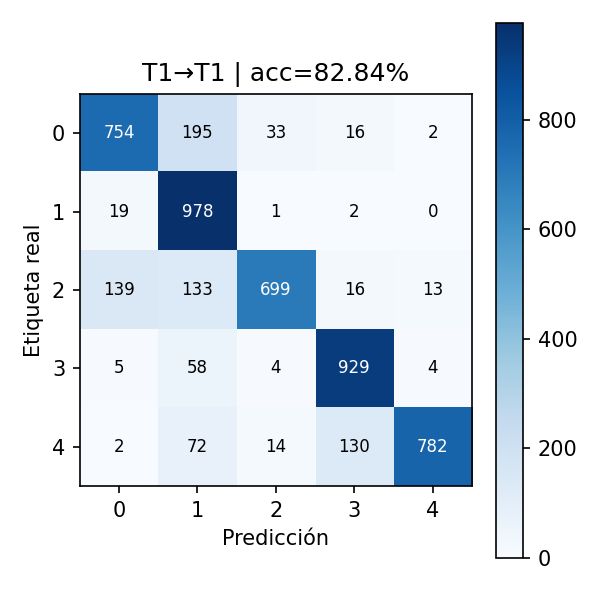 T1→T1 | acc=82.84%
Etiqueta real
0 754 195 33 16 2
1 19 978 1 2 0
2 139 133 699 16 13
3 5 58 4 929 4
4 2 72 14 130 782
0 1 2 3 4
Predicción
800
600
400
200
0